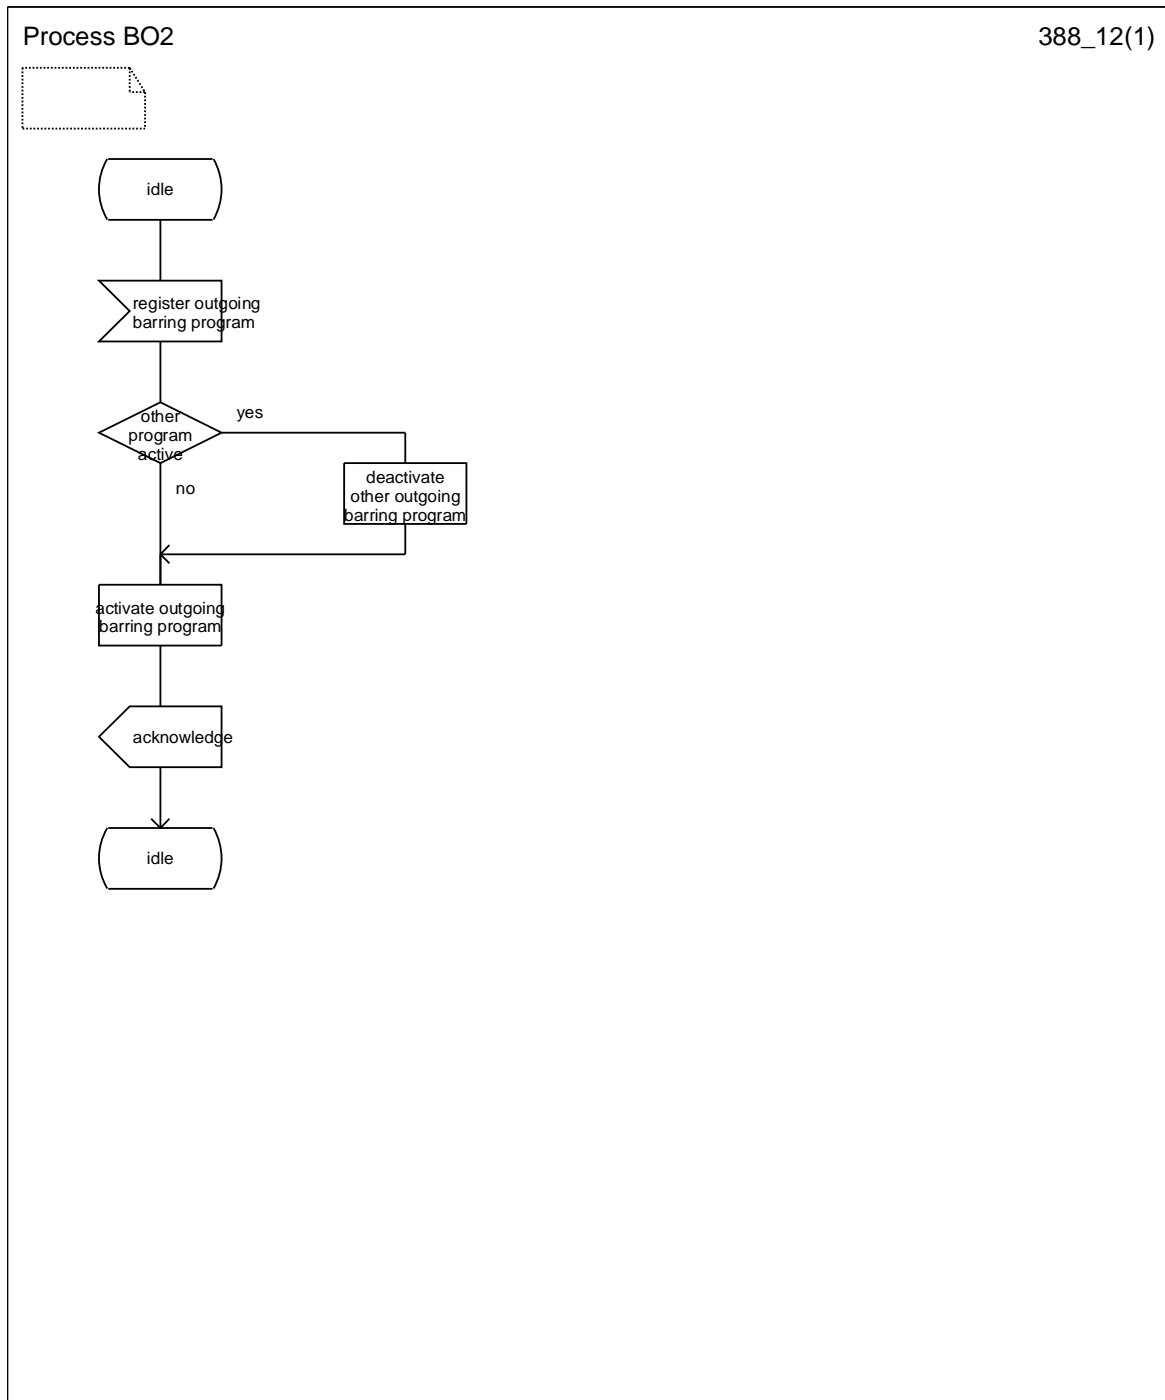 Process BO2
388_12(1)
idle
register outgoing
barring program
other
program
active
yes
no
deactivate
other outgoing
barring program
activate outgoing
barring program
acknowledge
idle